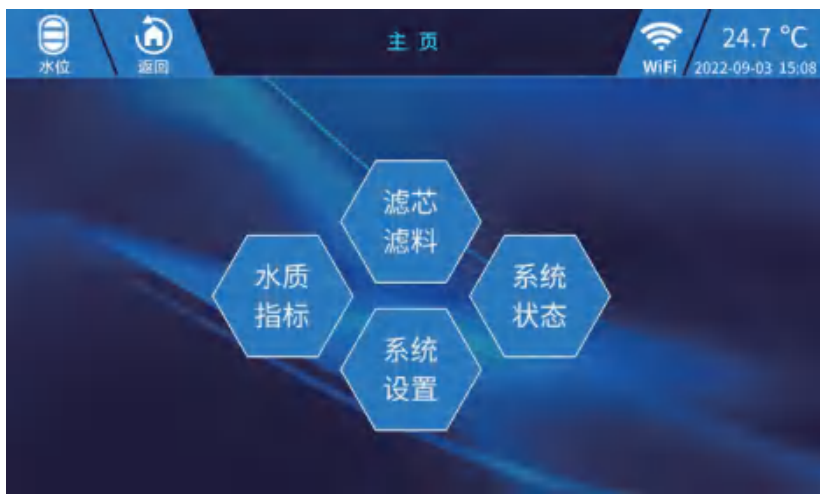 水位
返回
主页
WiFi
24.7 °C
2022-09-03 15:08
滤芯
滤料
水质
指标
系统
状态
系统
设置